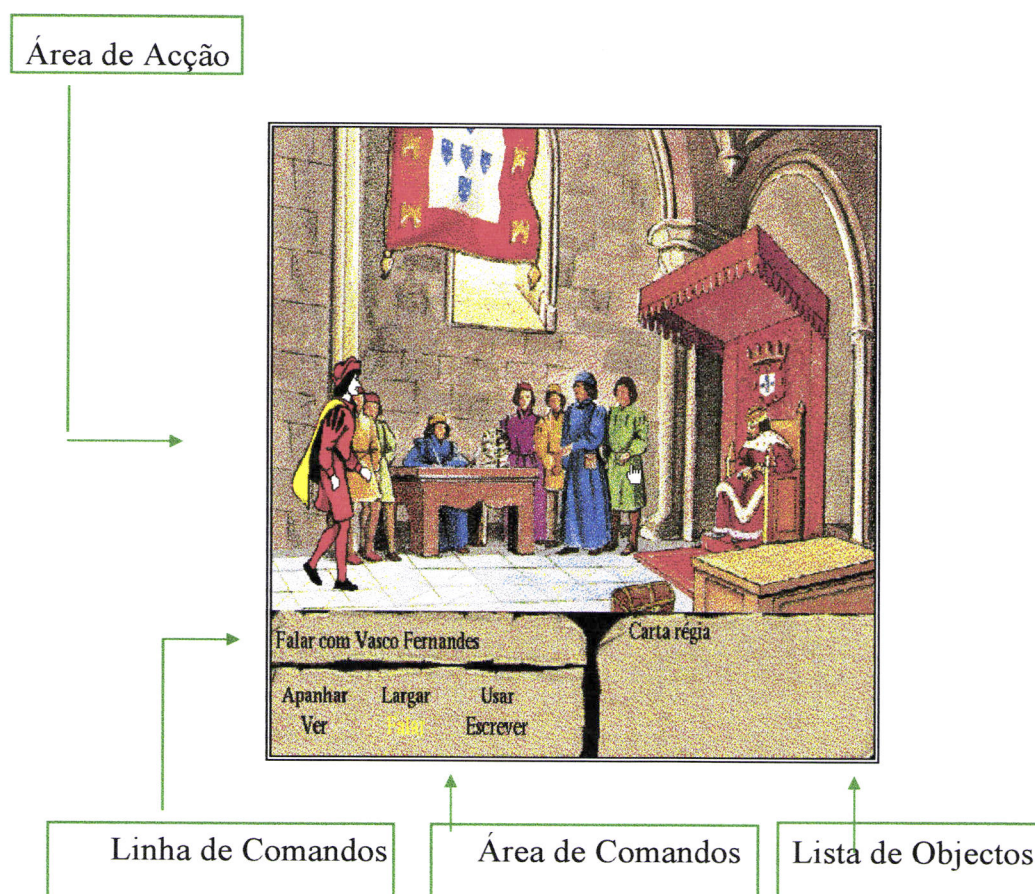 Área de Acção
Falar com Vasco Fernandes
Carta régia
Apanhar Largar Usar
Ver Falar Escrever
Linha de Comandos
Área de Comandos
Lista de Objectos